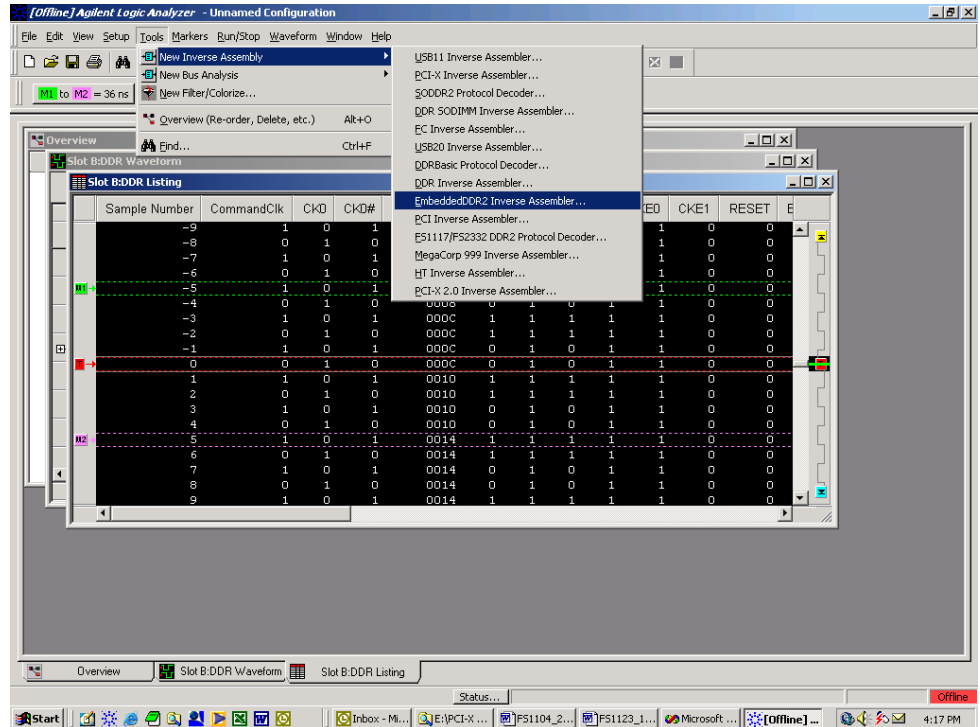 [Offline] Agilent Logic Analyzer - Unnamed Configuration
File Edit View Setup Tools Markers Run/Stop Waveform Window Help
New Inverse Assembly
New Bus Analysis
New Filter/Colorize...
Overview (Re-order, Delete, etc.) Alt+O
Find... Ctrl+F
USB11 Inverse Assembler...
PCI-X Inverse Assembler...
SODDR2 Protocol Decoder...
DDR SODIMM Inverse Assembler...
EC Inverse Assembler...
USB20 Inverse Assembler...
DDRBasic Protocol Decoder...
DDR Inverse Assembler...
EmbeddedDDR2 Inverse Assembler...
PCI Inverse Assembler...
FS1117/FS2332 DDR2 Protocol Decoder...
MegaCorp 999 Inverse Assembler...
HT Inverse Assembler...
PCI-X 2.0 Inverse Assembler...
M1 to M2 = 36 ns
Overview
Slot B:DDR Waveform
Slot B:DDR Listing
Sample Number CommandClk CK0 CK0# KE0 CKE1 RESET
-9 1 0 1 1 0 0
-8 0 1 0 1 0 0
-7 1 0 1 1 0 0
-6 0 1 0 1 0 0
M1 -5 1 0 1 1 0 0
-4 0 1 0 0008 0 1 0 1 1 0 0
-3 1 0 1 000C 1 1 1 1 1 0 0
-2 0 1 0 000C 1 1 1 1 1 0 0
-1 1 0 1 000C 0 1 0 1 1 0 0
T 0 0 1 0 000C 0 1 0 1 1 0 0
1 1 0 1 0010 1 1 1 1 1 0 0
2 0 1 0 0010 1 1 1 1 1 0 0
3 1 0 1 0010 0 1 0 1 1 0 0
4 0 1 0 0010 0 1 0 1 1 0 0
M2 5 1 0 1 0014 1 1 1 1 1 0 0
6 0 1 0 0014 1 1 1 1 1 0 0
7 1 0 1 0014 0 1 0 1 1 0 0
8 0 1 0 0014 0 1 0 1 1 0 0
9 1 0 1 0014 1 1 1 1 1 0 0
Overview Slot B:DDR Waveform Slot B:DDR Listing
Status... Offline
Start Inbox - Mi... E:\PCI-X ... FS1104_2... FS1123_1... Microsoft ... [Offline] ... 4:17 PM